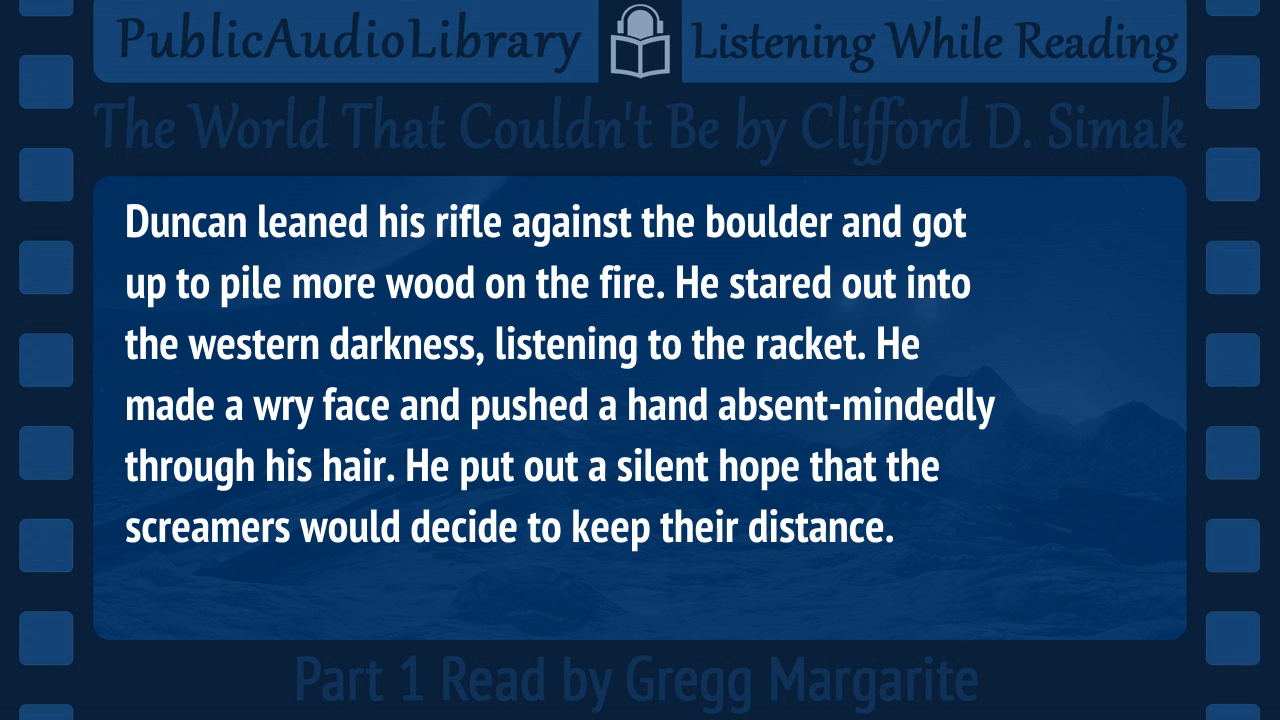 PublicAudioLibrary Listening While Reading
The World That Couldn't Be by Clifford D. Simak
Duncan leaned his rifle against the boulder and got
up to pile more wood on the fire. He stared out into
the western darkness, listening to the racket. He
made a wry face and pushed a hand absent-mindedly
through his hair. He put out a silent hope that the
screamers would decide to keep their distance.
Part 1 Read by Gregg Margarite